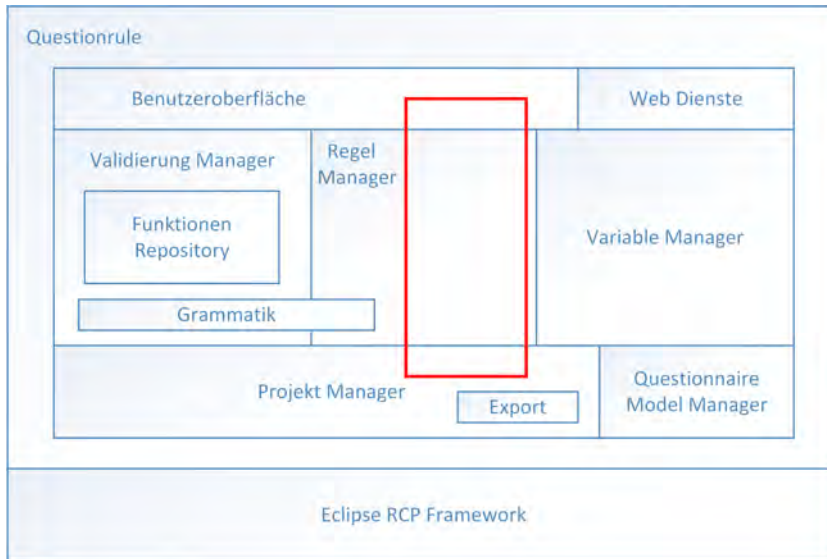 Questionrule
Benutzeroberfläche
Web Dienste
Validierung Manager
Regel
Manager
Funktionen
Repository
Variable Manager
Grammatik
Projekt Manager
Export
Questionnaire
Model Manager
Eclipse RCP Framework